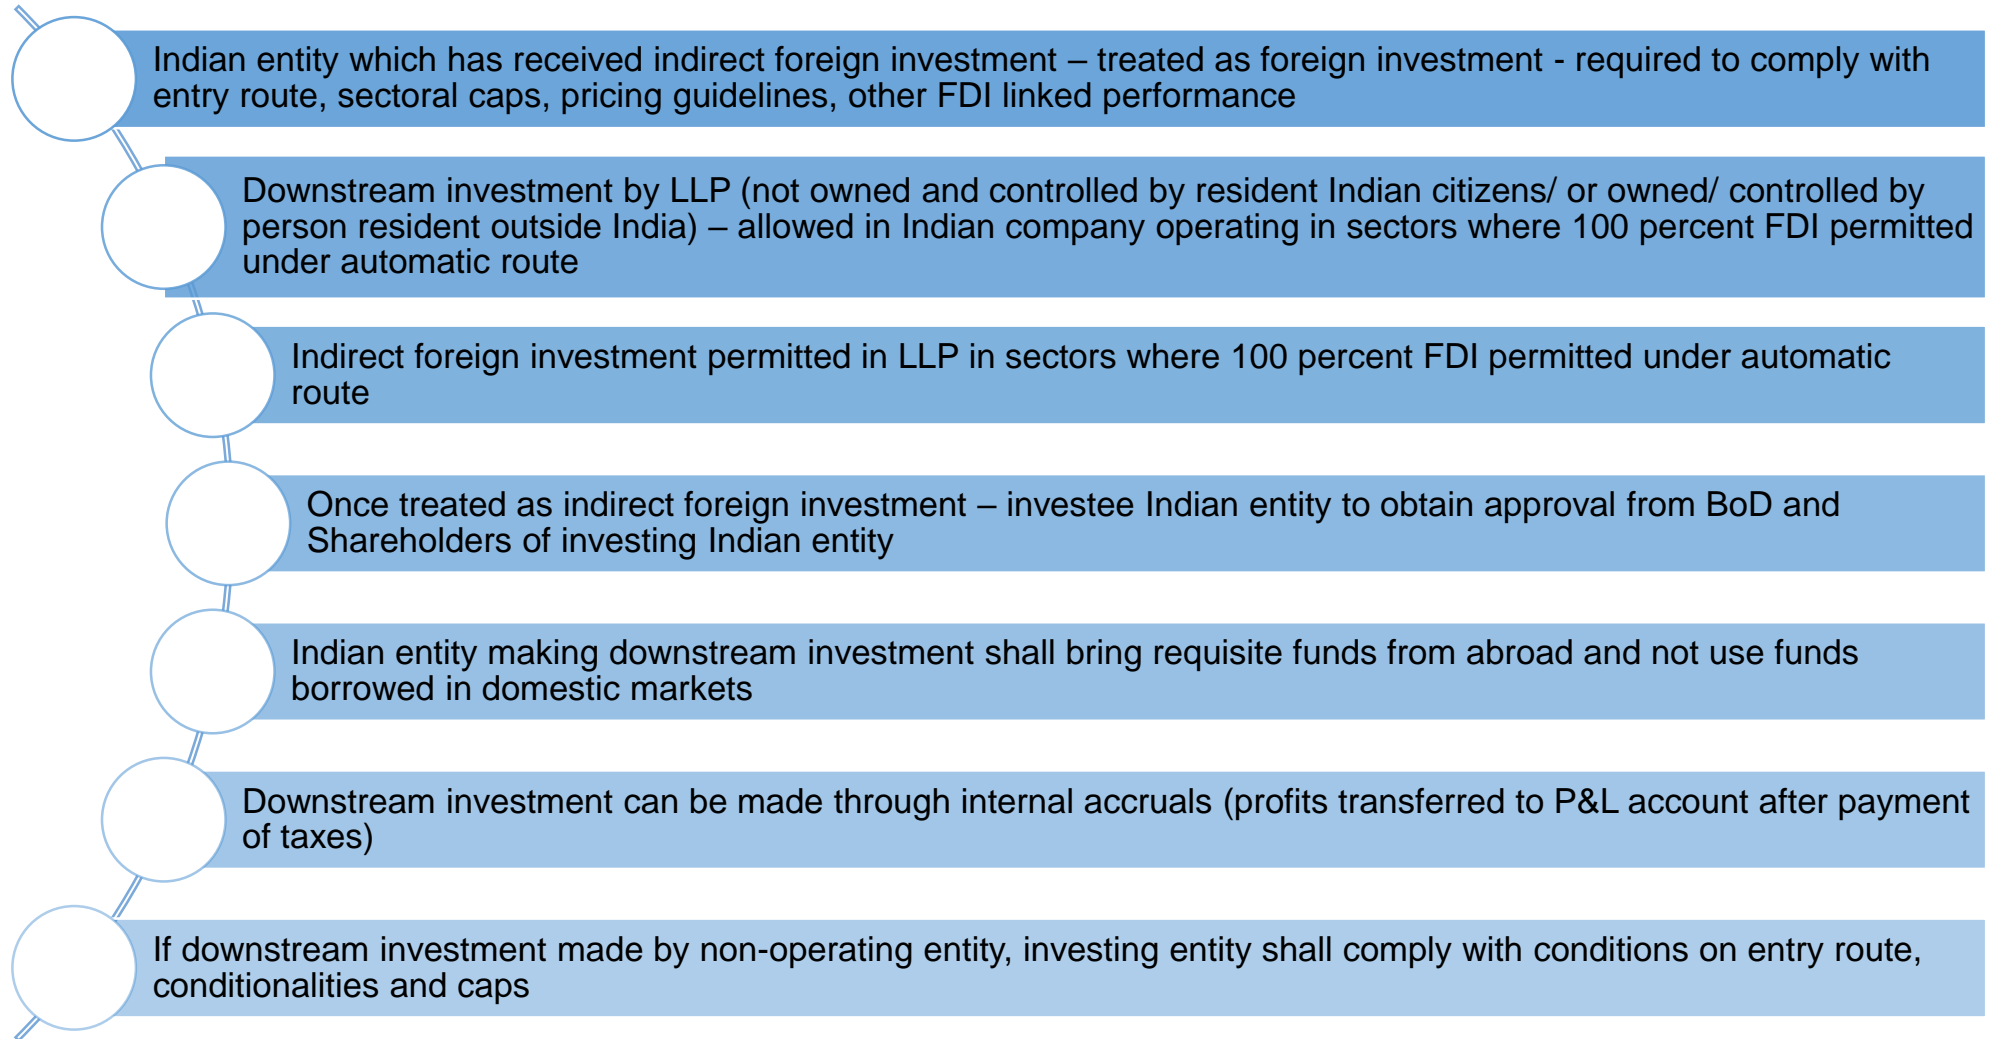 Indian entity which has received indirect foreign investment – treated as foreign investment - required to comply with
entry route, sectoral caps, pricing guidelines, other FDI linked performance
Downstream investment by LLP (not owned and controlled by resident Indian citizens/ or owned/ controlled by
person resident outside India) – allowed in Indian company operating in sectors where 100 percent FDI permitted
under automatic route
Indirect foreign investment permitted in LLP in sectors where 100 percent FDI permitted under automatic
route
Once treated as indirect foreign investment – investee Indian entity to obtain approval from BoD and
Shareholders of investing Indian entity
Indian entity making downstream investment shall bring requisite funds from abroad and not use funds
borrowed in domestic markets
Downstream investment can be made through internal accruals (profits transferred to P&L account after payment
of taxes)
If downstream investment made by non-operating entity, investing entity shall comply with conditions on entry route,
conditionalities and caps